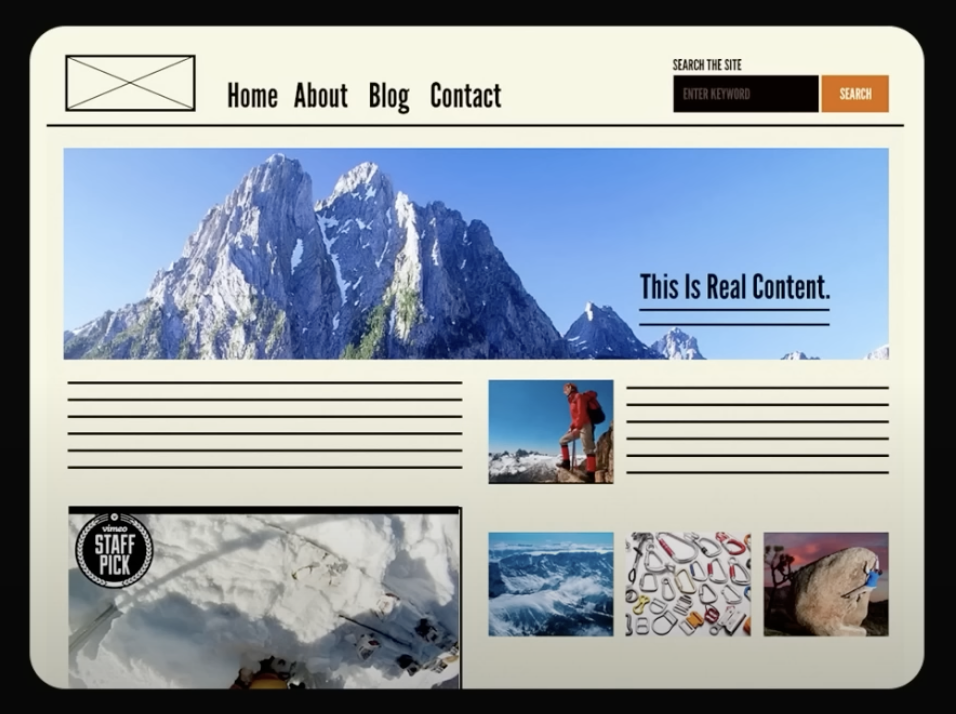 SEARCH THE SITE
Home About Blog Contact
ENTER KEYWORD
SEARCH
This Is Real Content.
vimeo
STAFF
PICK